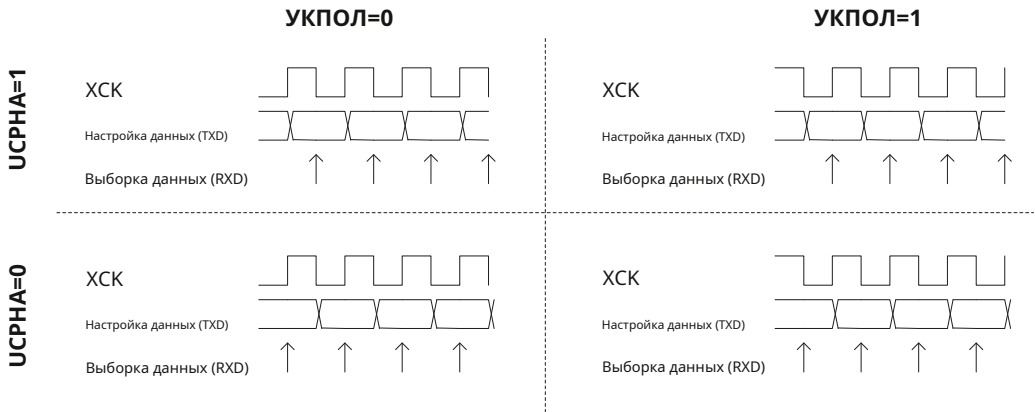 УКПОЛ=0
УКПОЛ=1
UCPHA=1
XCK
Настройка данных (TXD)
Выборка данных (RXD)
XCK
Настройка данных (TXD)
Выборка данных (RXD)
UCPHA=0
XCK
Настройка данных (TXD)
Выборка данных (RXD)
XCK
Настройка данных (TXD)
Выборка данных (RXD)